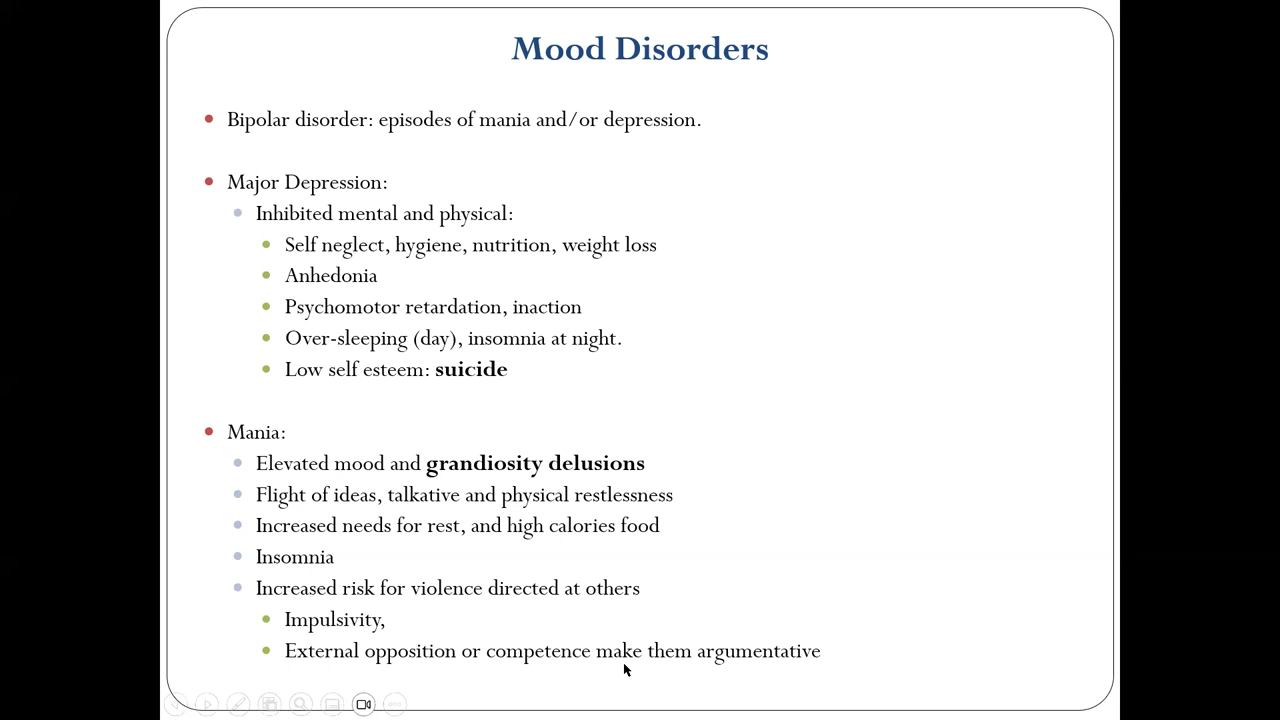 Mood Disorders
Bipolar disorder: episodes of mania and/or depression.
Major Depression:
Inhibited mental and physical:
Self neglect, hygiene, nutrition, weight loss
Anhedonia
Psychomotor retardation, inaction
Over-sleeping (day), insomnia at night.
Low self esteem: suicide
Mania:
Elevated mood and grandiosity delusions
Flight of ideas, talkative and physical restlessness
Increased needs for rest, and high calories food
Insomnia
Increased risk for violence directed at others
Impulsivity,
External opposition or competence make them argumentative